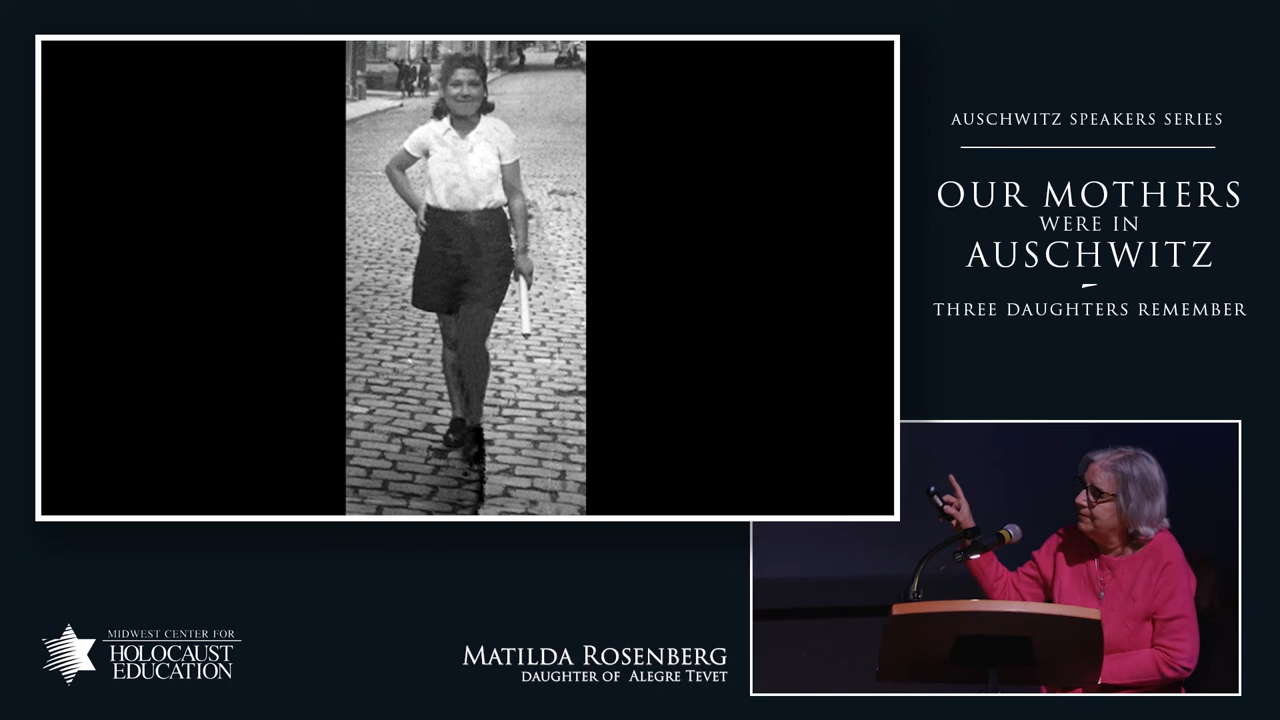 AUSCHWITZ SPEAKERS SERIES
OUR MOTHERS
WERE IN
AUSCHWITZ
THREE DAUGHTERS REMEMBER
MIDWEST CENTER FOR
HOLOCAUST
EDUCATION
MATILDA ROSENBERG
DAUGHTER OF ALEGRE TEVET